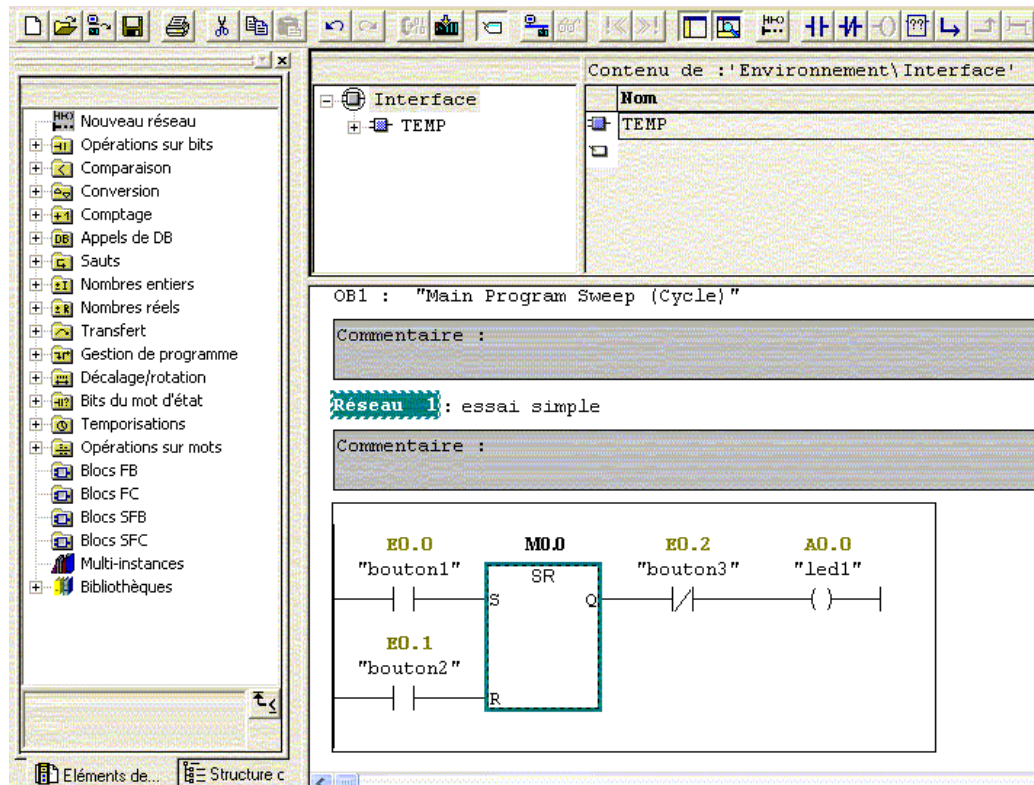 Contenu de :'Environnement\Interface'
Interface
TEMP
Nom
TEMP
Nouveau réseau
Opérations sur bits
Comparaison
Conversion
Comptage
Appels de DB
Sauts
Nombres entiers
Nombres réels
Transfert
Gestion de programme
Décalage/rotation
Bits du mot d'état
Temporisations
Opérations sur mots
Blocs FB
Blocs FC
Blocs SFB
Blocs SFC
Multi-instances
Bibliothèques
Eléments de...
Structure c
OB1 : "Main Program Sweep (Cycle)"
Commentaire :
Réseau 1: essai simple
Commentaire :
E0.0 M0.0 E0.2 A0.0
"bouton1" SR "bouton3" "led1"
S Q
E0.1
"bouton2"
R